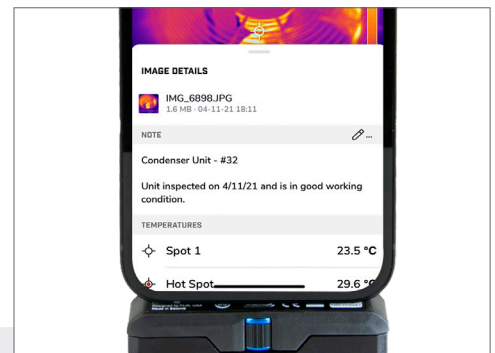 IMAGE DETAILS
IMG_6898.JPG
1.6 MB · 04-11-21 18:11
NOTE
...
Condenser Unit - #32
Unit inspected on 4/11/21 and is in good working
condition.
TEMPERATURES
Spot 1 23.5 °C
Hot Spot 29.6 °C